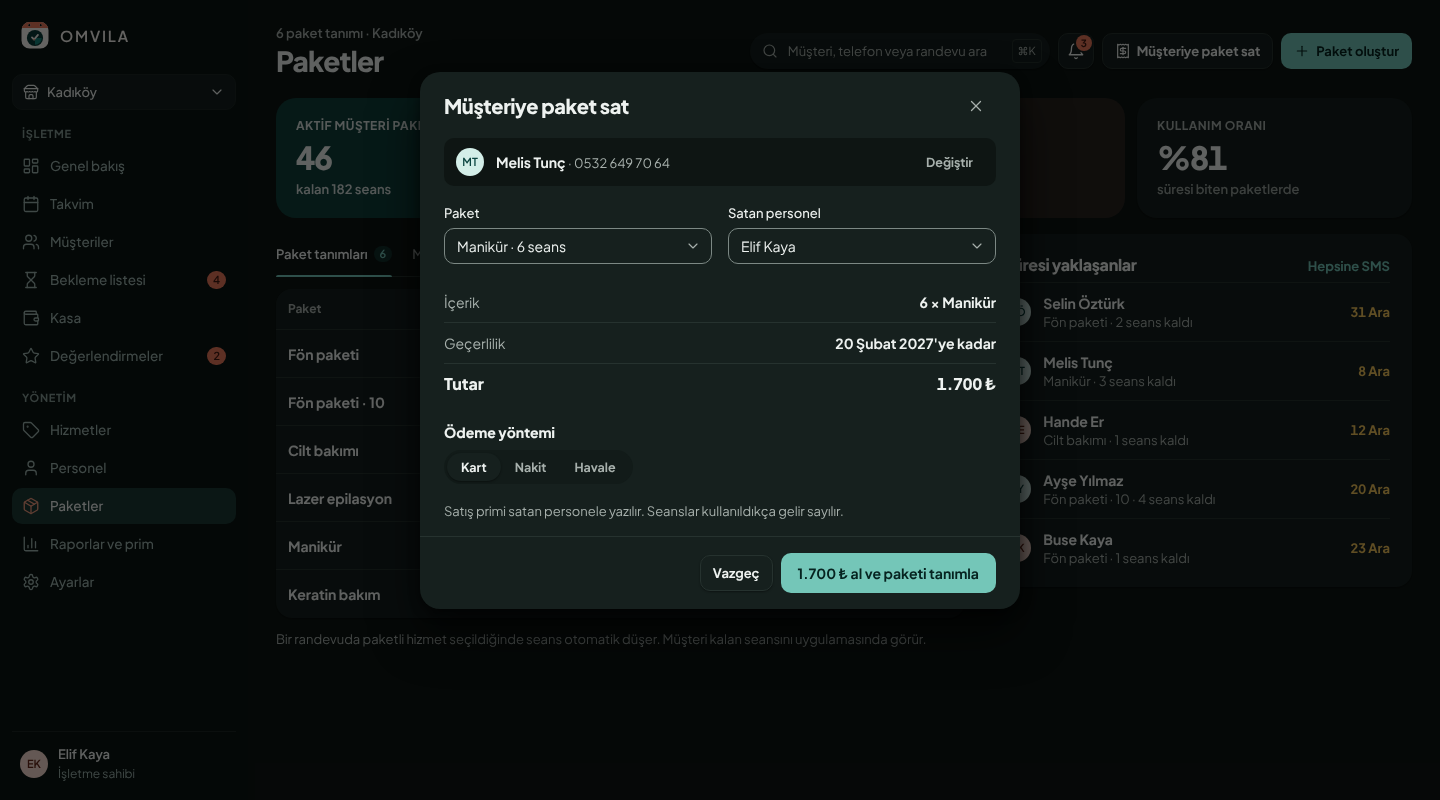 OMVILA
Kadıköy
İŞLETME
Genel bakış
Takvim
Müşteriler
Bekleme listesi 4
Kasa
Değerlendirmeler 2
YÖNETİM
Hizmetler
Personel
Paketler
Raporlar ve prim
Ayarlar
EK Elif Kaya
İşletme sahibi
6 paket tanımı · Kadıköy
Paketler
Müşteri, telefon veya randevu ara ⌘K
3
Müşteriye paket sat
+ Paket oluştur
AKTİF MÜŞTERİ
46
kalan 182 seans
KULLANIM ORANI
%81
süresi biten paketlerde
Paket tanımları 6
Paket
Fön paketi
Fön paketi · 10
Cilt bakımı
Lazer epilasyon
Manikür
Keratin bakım
Bir randevuda paketli hizmet seçildiğinde seans otomatik düşer. Müşteri kalan seansını uygulamasında görür.
Müşteriye paket sat
MT Melis Tunç · 0532 649 70 64 Değiştir
Paket Satan personel
Manikür · 6 seans Elif Kaya
İçerik 6 × Manikür
Geçerlilik 20 Şubat 2027'ye kadar
Tutar 1.700 ₺
Ödeme yöntemi
Kart Nakit Havale
Satış primi satan personele yazılır. Seanslar kullanıldıkça gelir sayılır.
Vazgeç 1.700 ₺ al ve paketi tanımla
yaklaşanlar Hepsine SMS
Selin Öztürk 31 Ara
Fön paketi · 2 seans kaldı
Melis Tunç 8 Ara
Manikür · 3 seans kaldı
Hande Er 12 Ara
Cilt bakımı · 1 seans kaldı
Ayşe Yılmaz 20 Ara
Fön paketi · 10 · 4 seans kaldı
Buse Kaya 23 Ara
Fön paketi · 1 seans kaldı